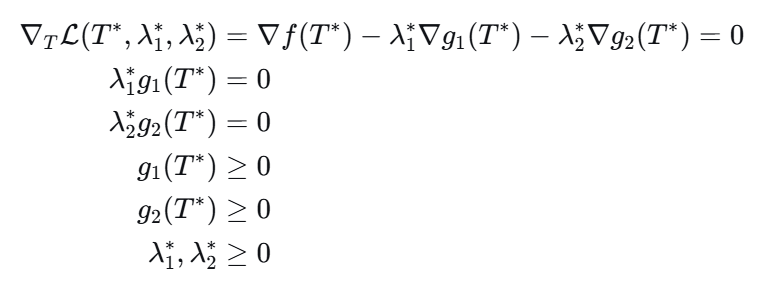 ∇_T ℒ(T*, λ₁*, λ₂*) = ∇f(T*) − λ₁*∇g₁(T*) − λ₂*∇g₂(T*) = 0
λ₁*g₁(T*) = 0
λ₂*g₂(T*) = 0
g₁(T*) ≥ 0
g₂(T*) ≥ 0
λ₁*, λ₂* ≥ 0